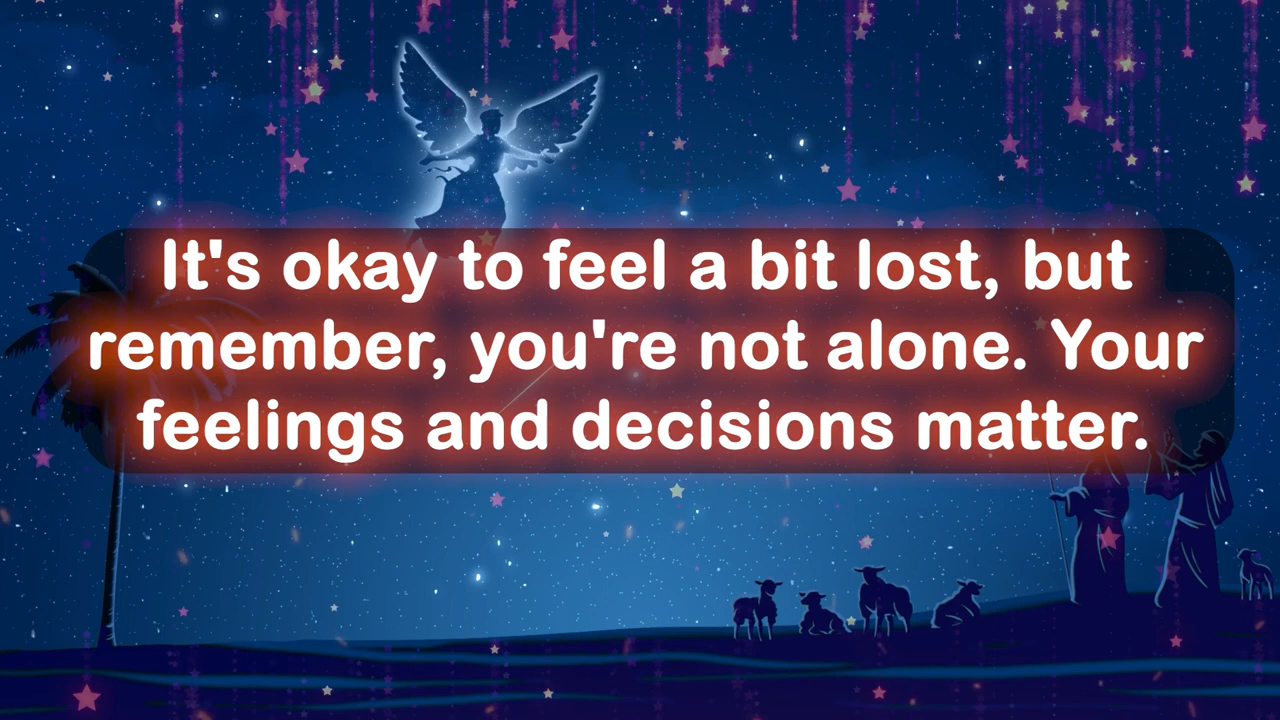 It's okay to feel a bit lost, but
remember, you're not alone. Your
feelings and decisions matter.